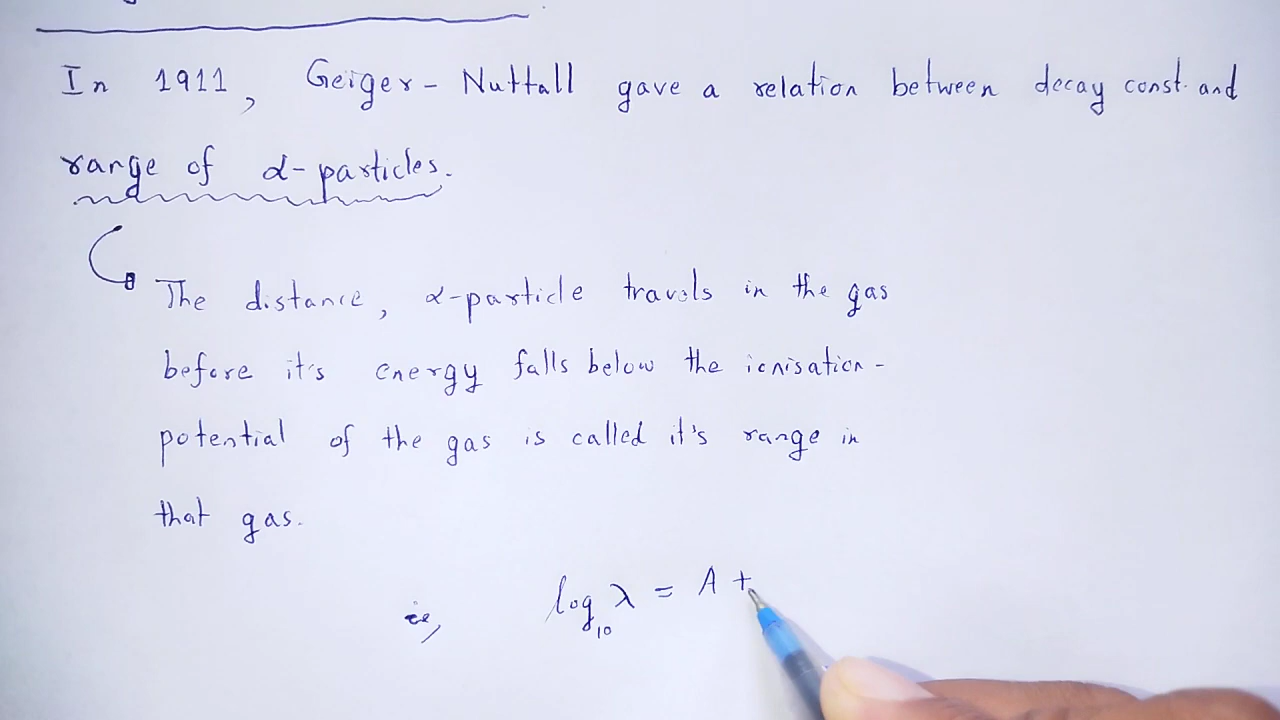 In 1911, Geiger - Nuttall gave a relation between decay const. and
range of α-particles.
The distance, α-particle travels in the gas
before it's energy falls below the ionisation -
potential of the gas is called it's range in
that gas.
ie, log₁₀ λ = A +